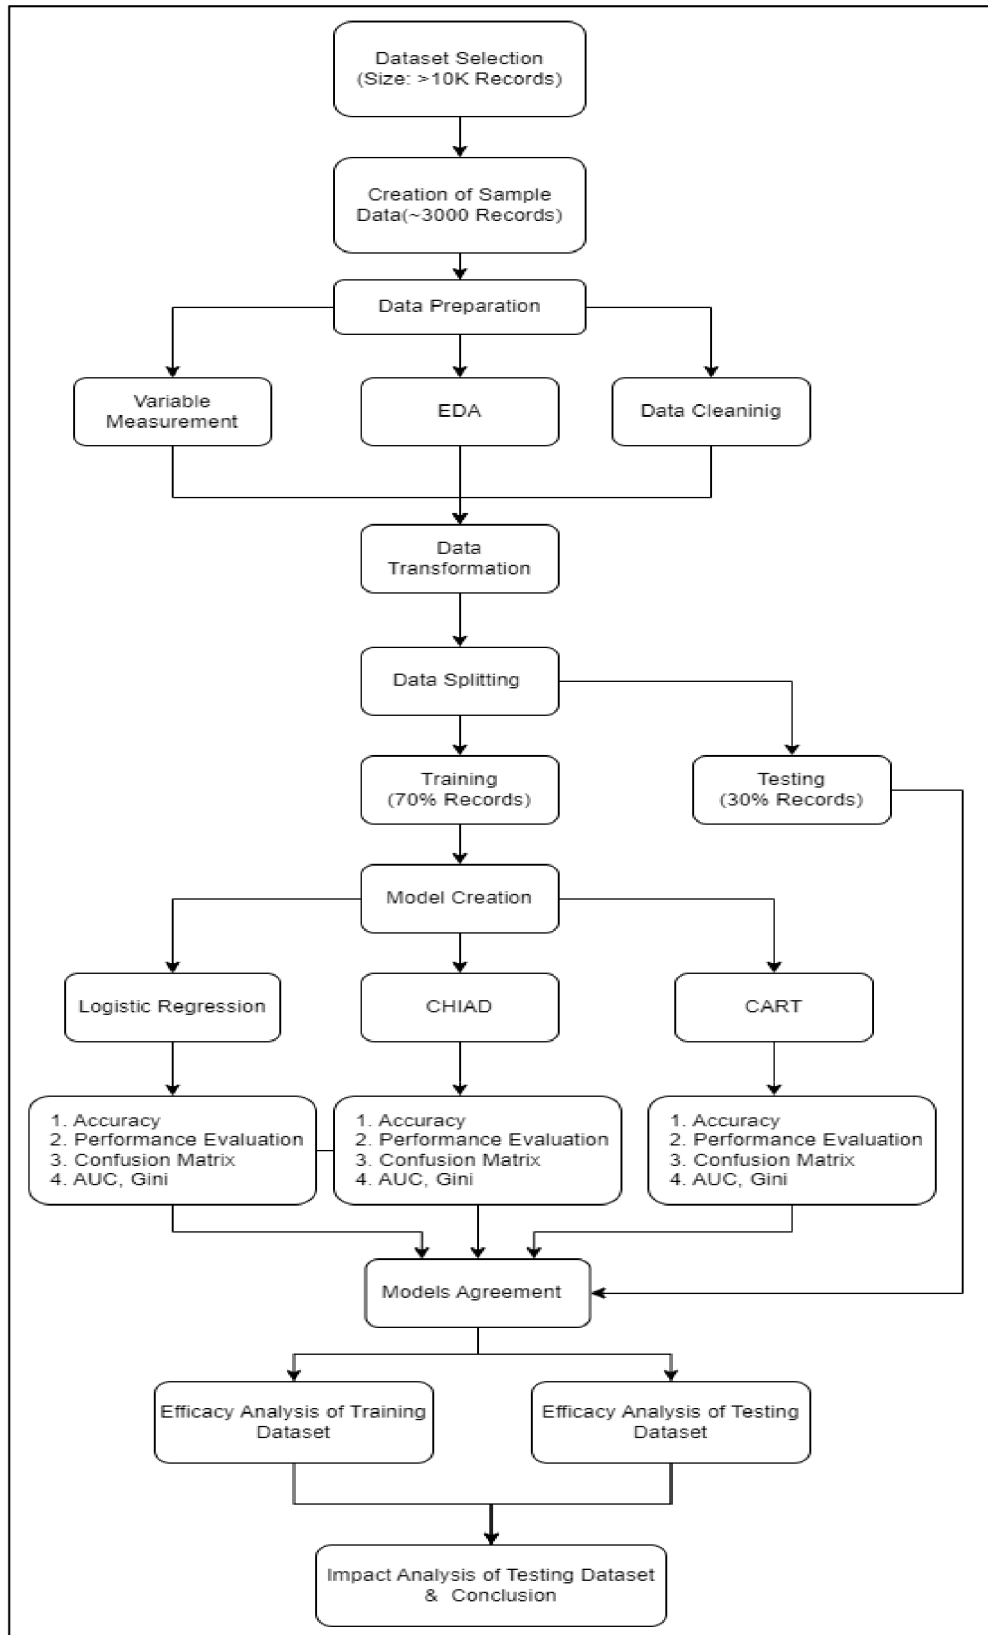 Dataset Selection
(Size: >10K Records)
Creation of Sample
Data(~3000 Records)
Data Preparation
Variable
Measurement
EDA
Data Cleaninig
Data
Transformation
Data Splitting
Training
(70% Records)
Testing
(30% Records)
Model Creation
Logistic Regression
CHIAD
CART
1. Accuracy
2. Performance Evaluation
3. Confusion Matrix
4. AUC, Gini
1. Accuracy
2. Performance Evaluation
3. Confusion Matrix
4. AUC, Gini
1. Accuracy
2. Performance Evaluation
3. Confusion Matrix
4. AUC, Gini
Models Agreement
Efficacy Analysis of Training
Dataset
Efficacy Analysis of Testing
Dataset
Impact Analysis of Testing Dataset
& Conclusion